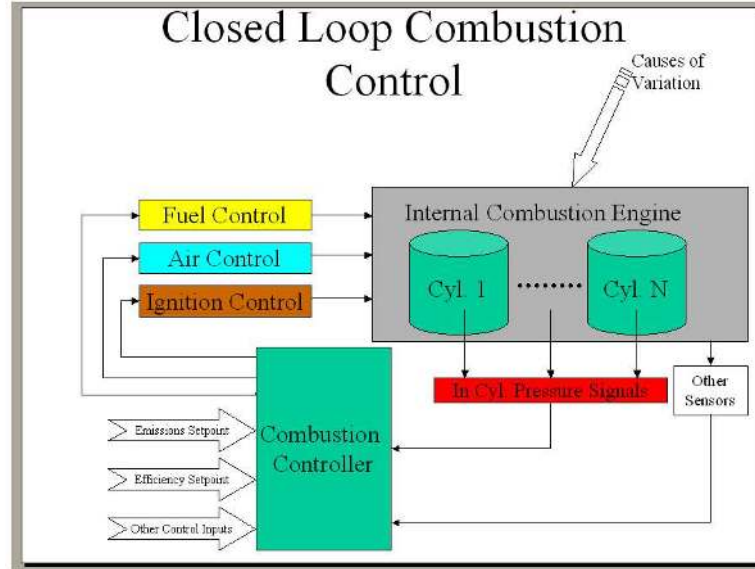 Closed Loop Combustion
Control
Causes of
Variation
Fuel Control
Air Control
Ignition Control
Internal Combustion Engine
Cyl. 1
Cyl. N
In Cyl. Pressure Signals
Other
Sensors
Combustion
Controller
Emissions Setpoint
Efficiency Setpoint
Other Control Inputs